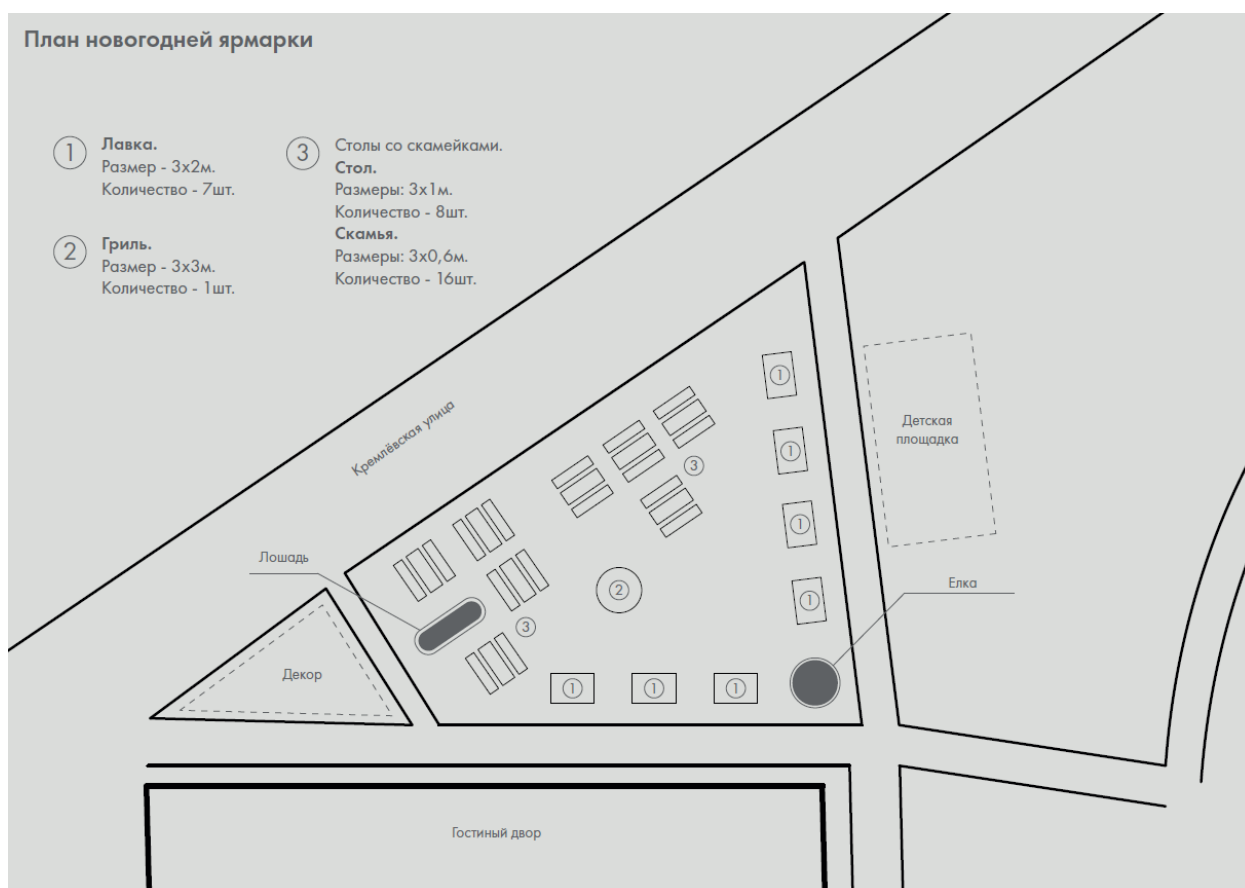 План новогодней ярмарки
1
Лавка.
Размер - 3х2м.
Количество - 7шт.
2
Гриль.
Размер - 3х3м.
Количество - 1шт.
3
Столы со скамейками.
Стол.
Размеры: 3х1м.
Количество - 8шт.
Скамья.
Размеры: 3х0,6м.
Количество - 16шт.
Кремлёвская улица
1
Детская
площадка
1
3
1
Лошадь
Елка
2
1
3
Декор
1
1
1
Гостиный двор